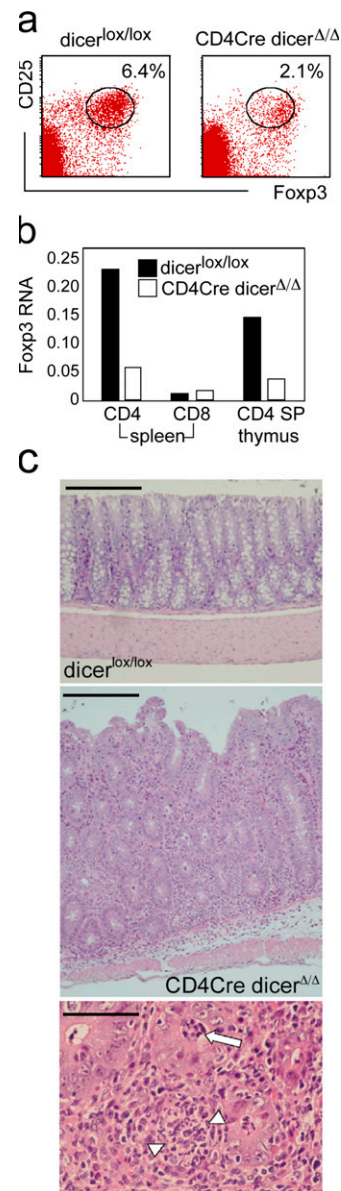 a
dicer^lox/lox
CD4Cre dicer^Δ/Δ
6.4%
2.1%
CD25
Foxp3
b
0.25
0.20
0.15
0.10
0.05
0
Foxp3 RNA
dicer^lox/lox
CD4Cre dicer^Δ/Δ
CD4 CD8 CD4 SP
spleen thymus
c
dicer^lox/lox
CD4Cre dicer^Δ/Δ